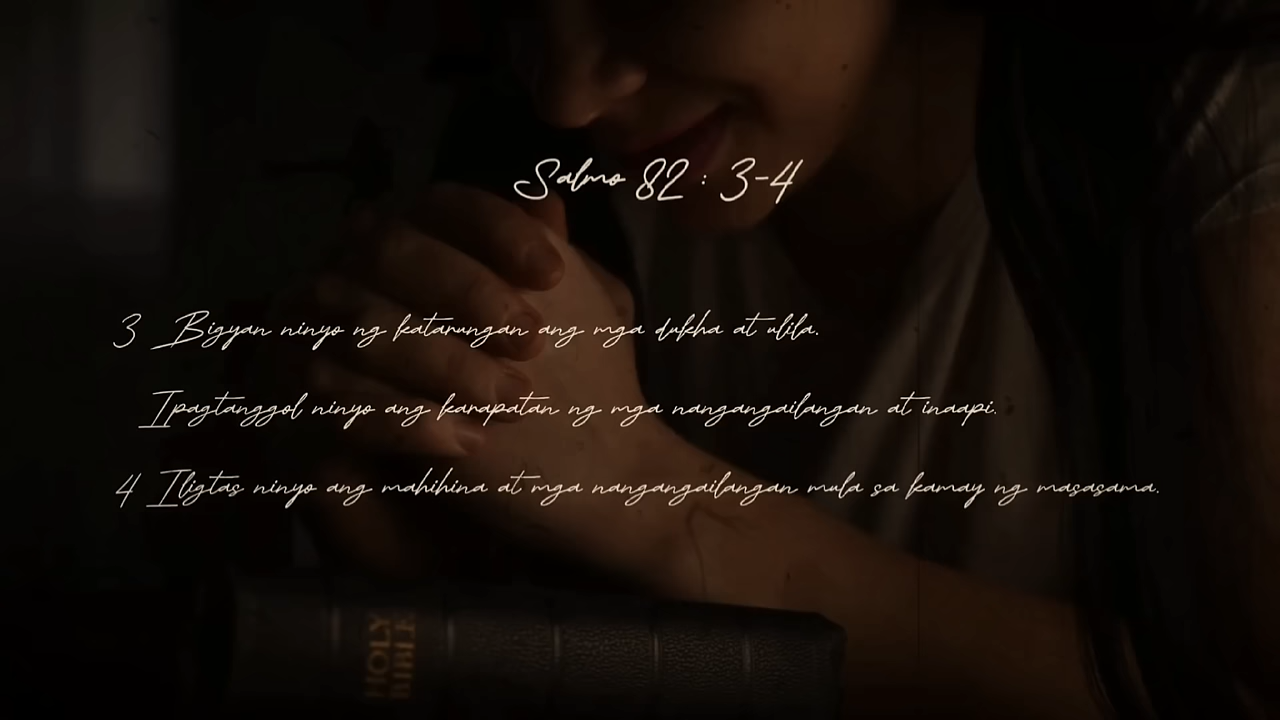 Salmo 82 : 3-4
3 Bigyan ninyo ng katarungan ang mga dukha at ulila.
Ipagtanggol ninyo ang karapatan ng mga nangangailangan at inaapi.
4 Iligtas ninyo ang mahihina at mga nangangailangan mula sa kamay ng masasama.
HOLY
BIBLE